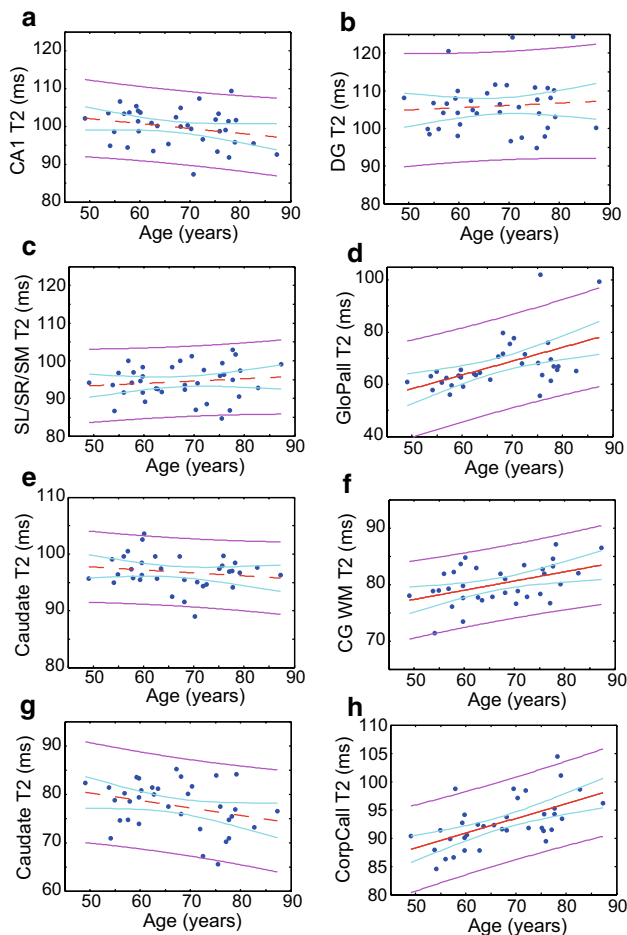 a
CA1 T2 (ms)
120
110
100
90
80
50 60 70 80 90
Age (years)
b
DG T2 (ms)
120
110
100
90
80
50 60 70 80 90
Age (years)
c
SL/SR/SM T2 (ms)
110
105
100
95
90
85
80
50 60 70 80 90
Age (years)
d
GloPall T2 (ms)
100
80
60
40
50 60 70 80 90
Age (years)
e
Caudate T2 (ms)
110
100
90
80
50 60 70 80 90
Age (years)
f
CG WM T2 (ms)
90
80
70
50 60 70 80 90
Age (years)
g
Caudate T2 (ms)
90
80
70
60
50 60 70 80 90
Age (years)
h
CorpCall T2 (ms)
110
105
100
95
90
85
80
50 60 70 80 90
Age (years)